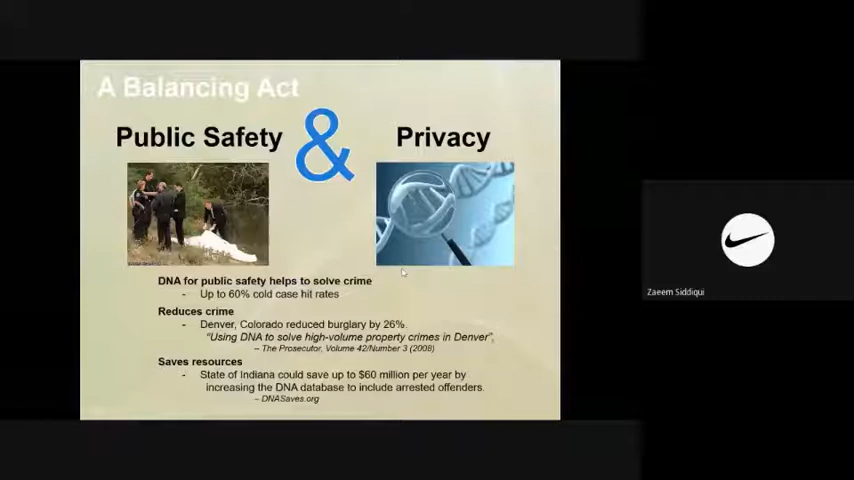 A Balancing Act
Public Safety & Privacy
DNA for public safety helps to solve crime
- Up to 60% cold case hit rates
Reduces crime
- Denver, Colorado reduced burglary by 26%.
"Using DNA to solve high-volume property crimes in Denver",
– The Prosecutor, Volume 42/Number 3 (2008)
Saves resources
- State of Indiana could save up to $60 million per year by
increasing the DNA database to include arrested offenders.
– DNASaves.org
Zaeem Siddiqui